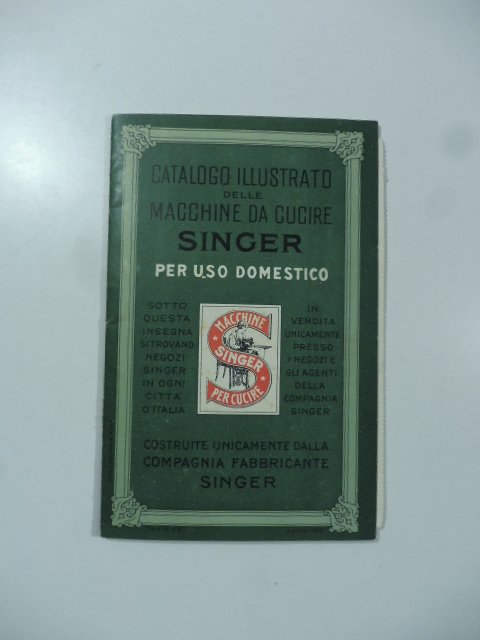 CATALOGO ILLUSTRATO
DELLE
MACCHINE DA CUCIRE
SINGER
PER USO DOMESTICO
SOTTO
QUESTA
INSEGNA
SI TROVANO
NEGOZI
SINGER
IN OGNI
CITTÀ
D'ITALIA
MACCHINE
SINGER
PER CUCIRE
IN
VENDITA
UNICAMENTE
PRESSO
I NEGOZI E
GLI AGENTI
DELLA
COMPAGNIA
SINGER
COSTRUITE UNICAMENTE DALLA
COMPAGNIA FABBRICANTE
SINGER